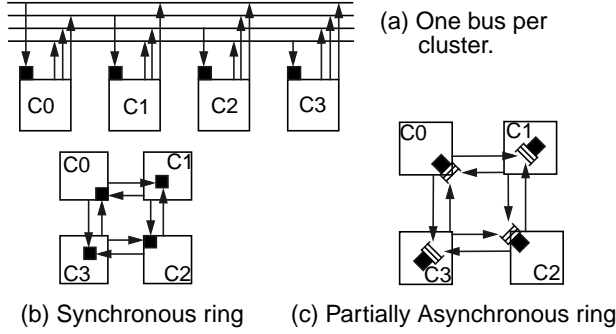 (a) One bus per
cluster.
C0 C1 C2 C3
C0 C1
C3 C2
(b) Synchronous ring
C0 C1
C3 C2
(c) Partially Asynchronous ring